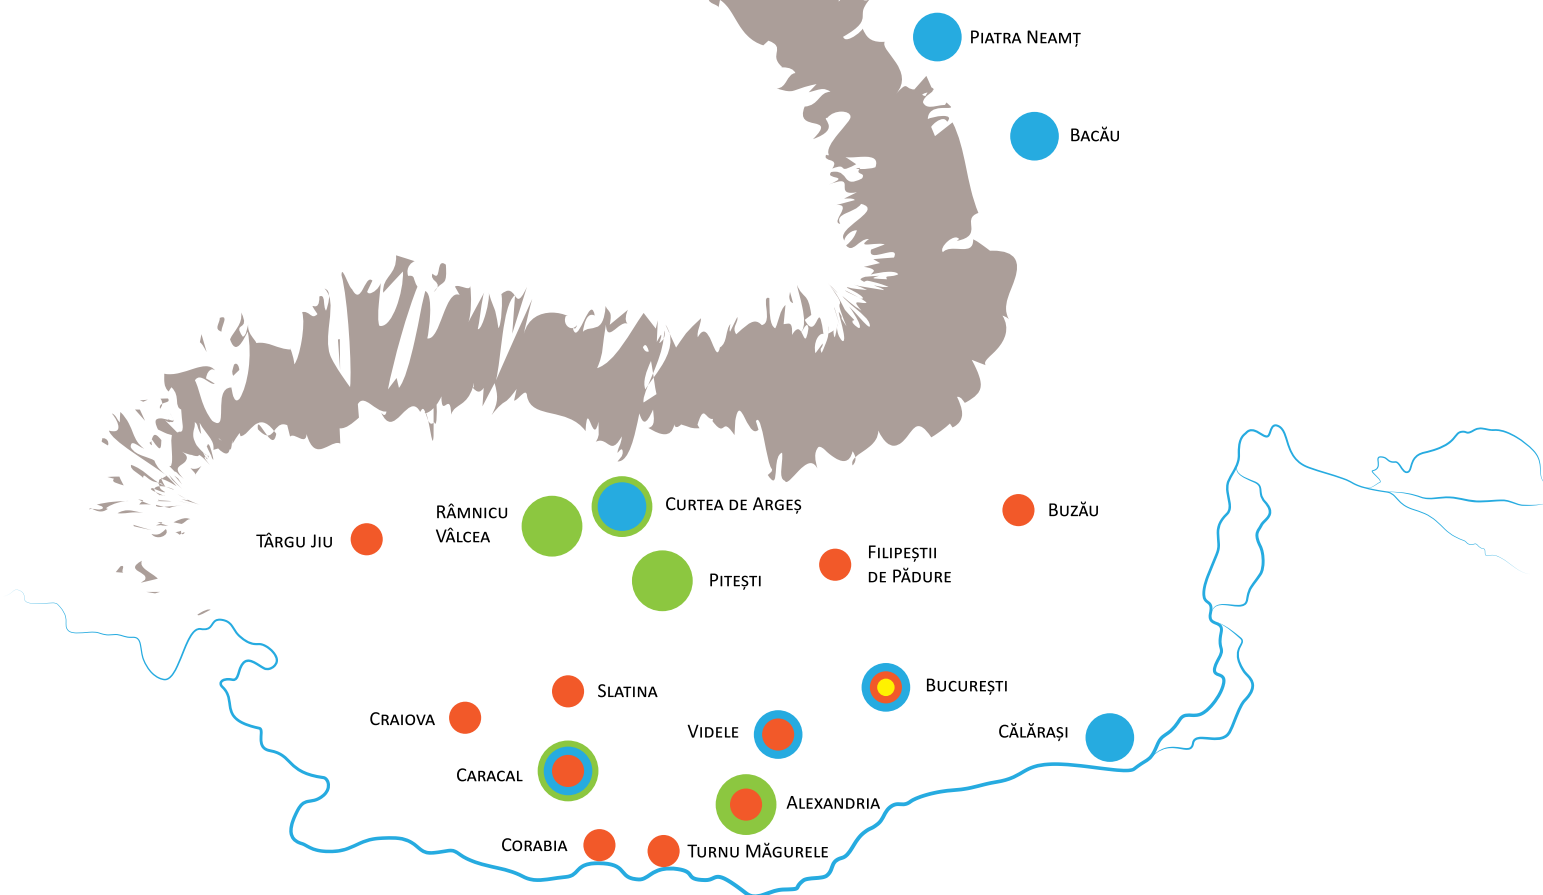 Piatra Neamț
Bacău
Curtea de Argeș
Râmnicu
Vâlcea
Buzău
Târgu Jiu
Filipeștii
de Pădure
Pitești
București
Slatina
Craiova
Videle
Călărași
Caracal
Alexandria
Corabia
Turnu Măgurele